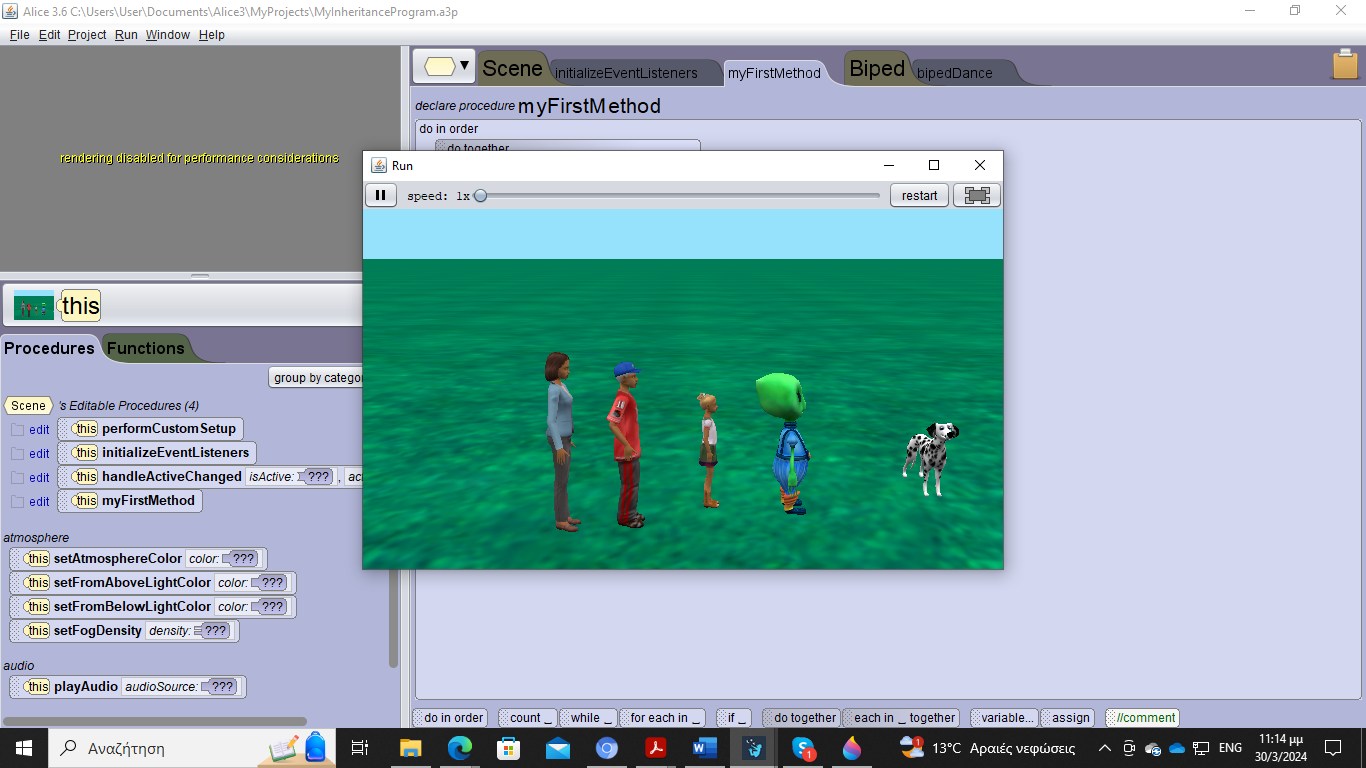 Alice 3.6 C:\Users\User\Documents\Alice3\MyProjects\MyInheritanceProgram.a3p
File Edit Project Run Window Help
rendering disabled for performance considerations
Scene initializeEventListeners myFirstMethod Biped bipedDance
declare procedure myFirstMethod
do in order
do together
Run
speed: 1x restart
this
Procedures Functions
group by categor
Scene 's Editable Procedures (4)
edit this performCustomSetup
edit this initializeEventListeners
edit this handleActiveChanged isActive: ??? , ac
edit this myFirstMethod
atmosphere
this setAtmosphereColor color: ???
this setFromAboveLightColor color: ???
this setFromBelowLightColor color: ???
this setFogDensity density: ???
audio
this playAudio audioSource: ???
do in order count _ while _ for each in _ if _ do together each in _ together variable... assign //comment
Αναζήτηση 1 1 13°C Αραιές νεφώσεις ENG 11:14 μμ
30/3/2024